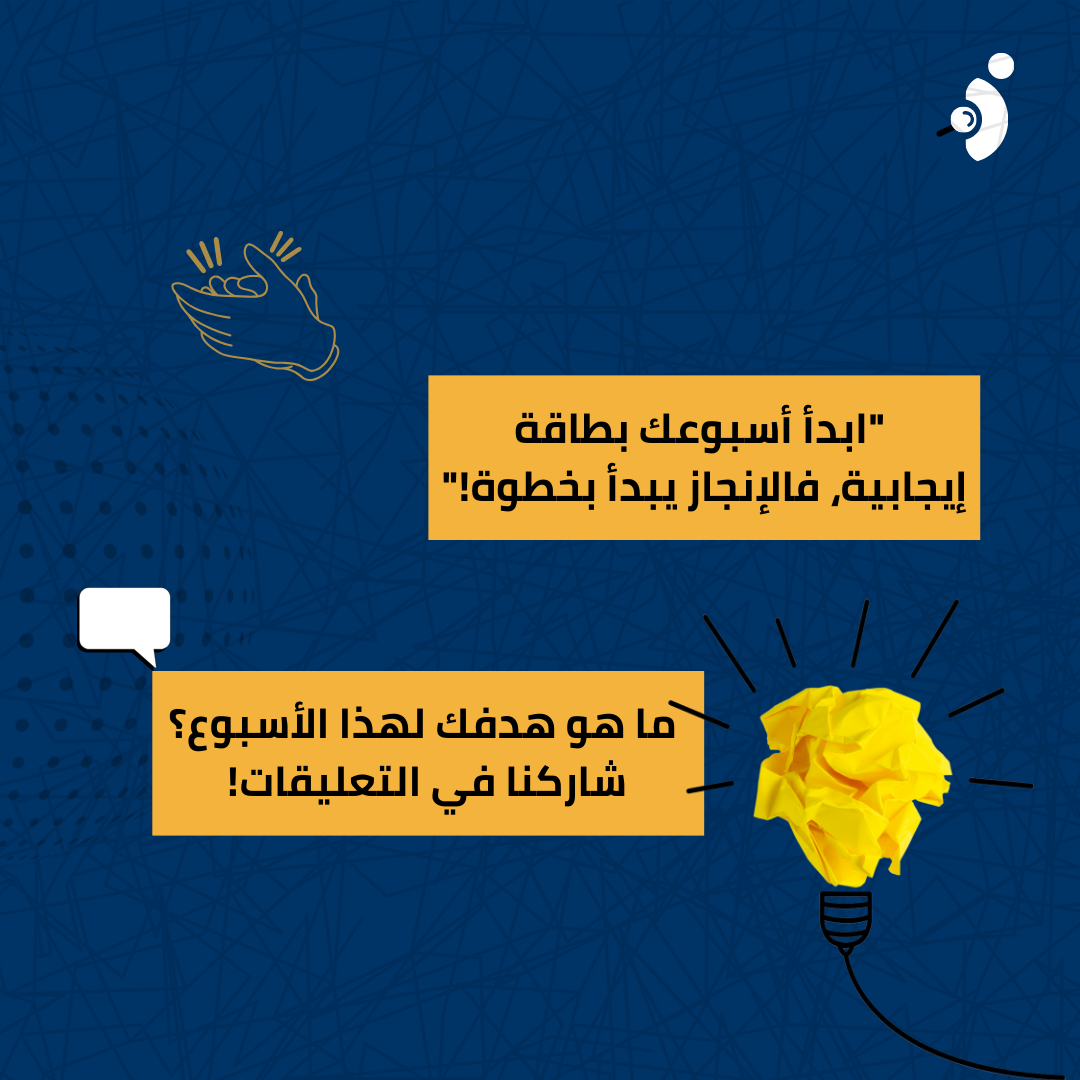 "ابدأ أسبوعك بطاقة
إيجابية, فالإنجاز يبدأ بخطوة!"
ما هو هدفك لهذا الأسبوع؟
شاركنا في التعليقات!